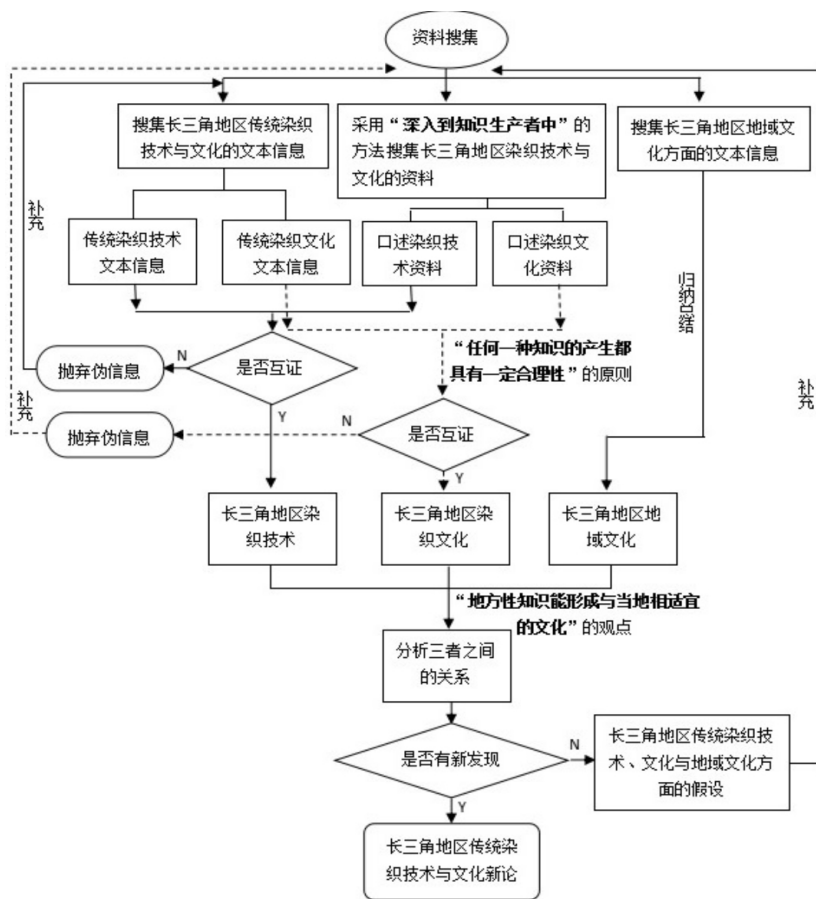 资料搜集
搜集长三角地区传统染织
技术与文化的文本信息
采用“深入到知识生产者中”的
方法搜集长三角地区染织技术与
文化的资料
搜集长三角地区地域文
化方面的文本信息
补充
传统染织技术
文本信息
传统染织文化
文本信息
口述染织技
术资料
口述染织文
化资料
归纳总结
抛弃伪信息
N
是否互证
“任何一种知识的产生都
具有一定合理性”的原则
补充
补充
抛弃伪信息
Y
N
是否互证
Y
长三角地区染
织技术
长三角地区染
织文化
长三角地区地
域文化
“地方性知识能形成与当地相适宜
的文化”的观点
分析三者之间
的关系
是否有新发现
N
长三角地区传统染织技
术、文化与地域文化方
面的假设
Y
长三角地区传统染
织技术与文化新论